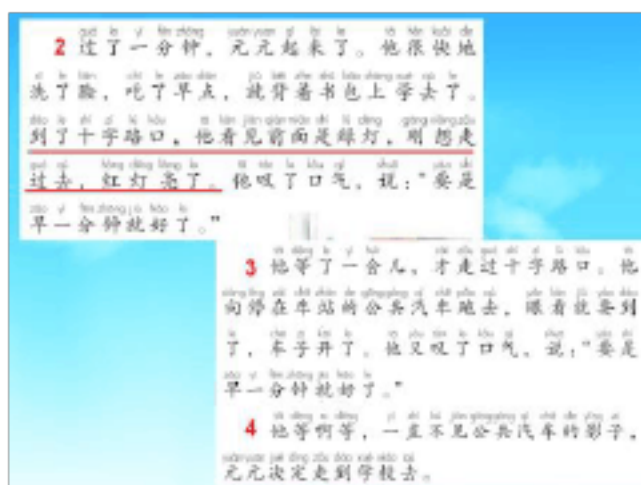 2 过了一分钟，元元起来了。他很快地
洗了脸，吃了早点，就背着书包上学去了。
到了十字路口，他看见前面是绿灯，刚想走
过去，红灯亮了。他叹了口气，说：“要是
早一分钟就好了。”
3 他等了一会儿，才走过十字路口。他
向停在车站的公共汽车跑去，眼看就要到
了，车子开了。他又叹了口气，说：“要是
早一分钟就好了。”
4 他等啊等，一直不见公共汽车的影子，
元元决定走到学校去。